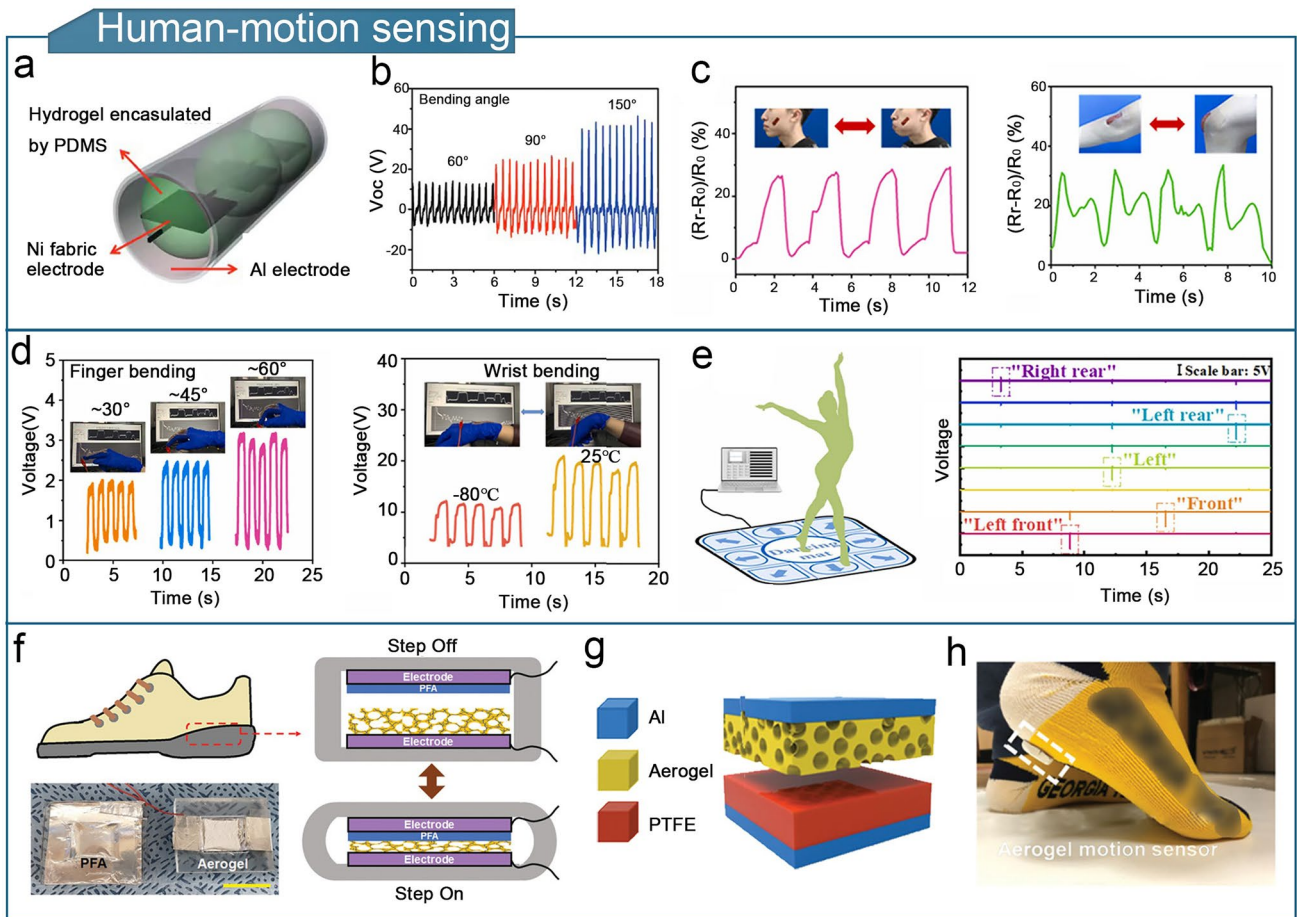 Human-motion sensing
a
Hydrogel encasulated
by PDMS
Ni fabric
electrode
Al electrode
b
Bending angle
60°
90°
150°
Voc (V)
60
40
20
0
-20
0 3 6 9 12 15 18
Time (s)
c
(Rr-R₀)/R₀ (%)
40
20
0
0 2 4 6 8 10 12
Time (s)
(Rr-R₀)/R₀ (%)
60
40
20
0
0 2 4 6 8 10
Time (s)
d
Finger bending
~30°
~45°
~60°
Voltage(V)
5
4
3
2
1
0
0 5 10 15 20 25
Time (s)
Wrist bending
-80℃
25℃
Voltage(V)
40
30
20
10
0
0 5 10 15 20
Time (s)
e
Dancing
mat
I Scale bar: 5V
"Right rear"
"Left rear"
"Left"
"Front"
"Left front"
Voltage
0 5 10 15 20 25
Time (s)
f
PFA
Aerogel
Step Off
Electrode
PFA
Electrode
Electrode
PFA
Electrode
Step On
g
Al
Aerogel
PTFE
h
GEORGIA
Aerogel motion sensor